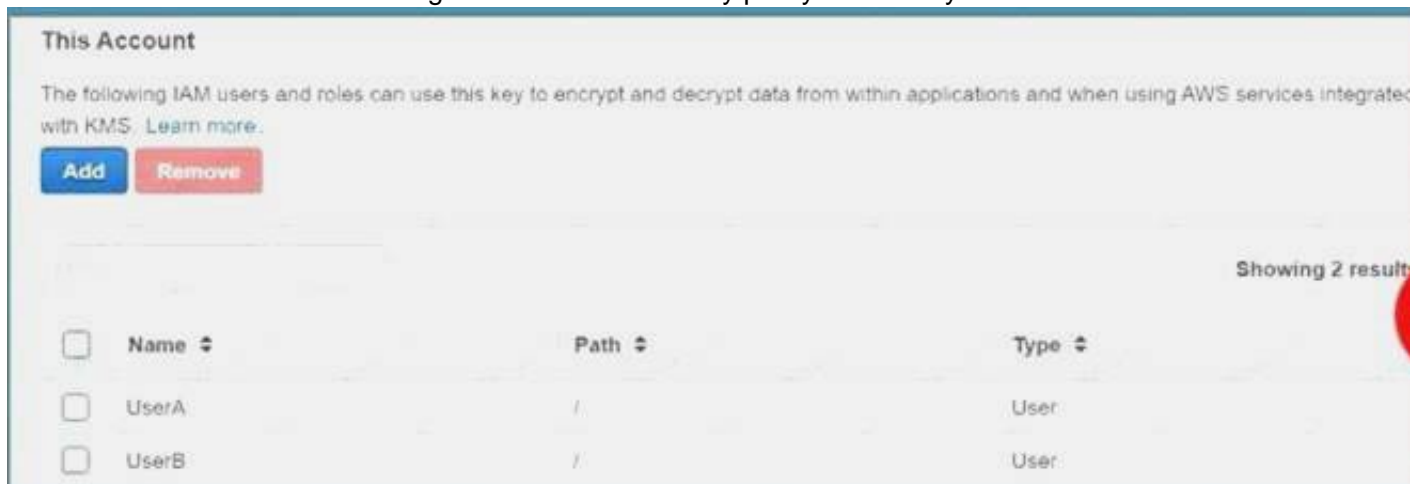 This Account
The following IAM users and roles can use this key to encrypt and decrypt data from within applications and when using AWS services integrated
with KMS. Learn more.
Add Remove
Showing 2 results
Name Path Type
UserA / User
UserB / User